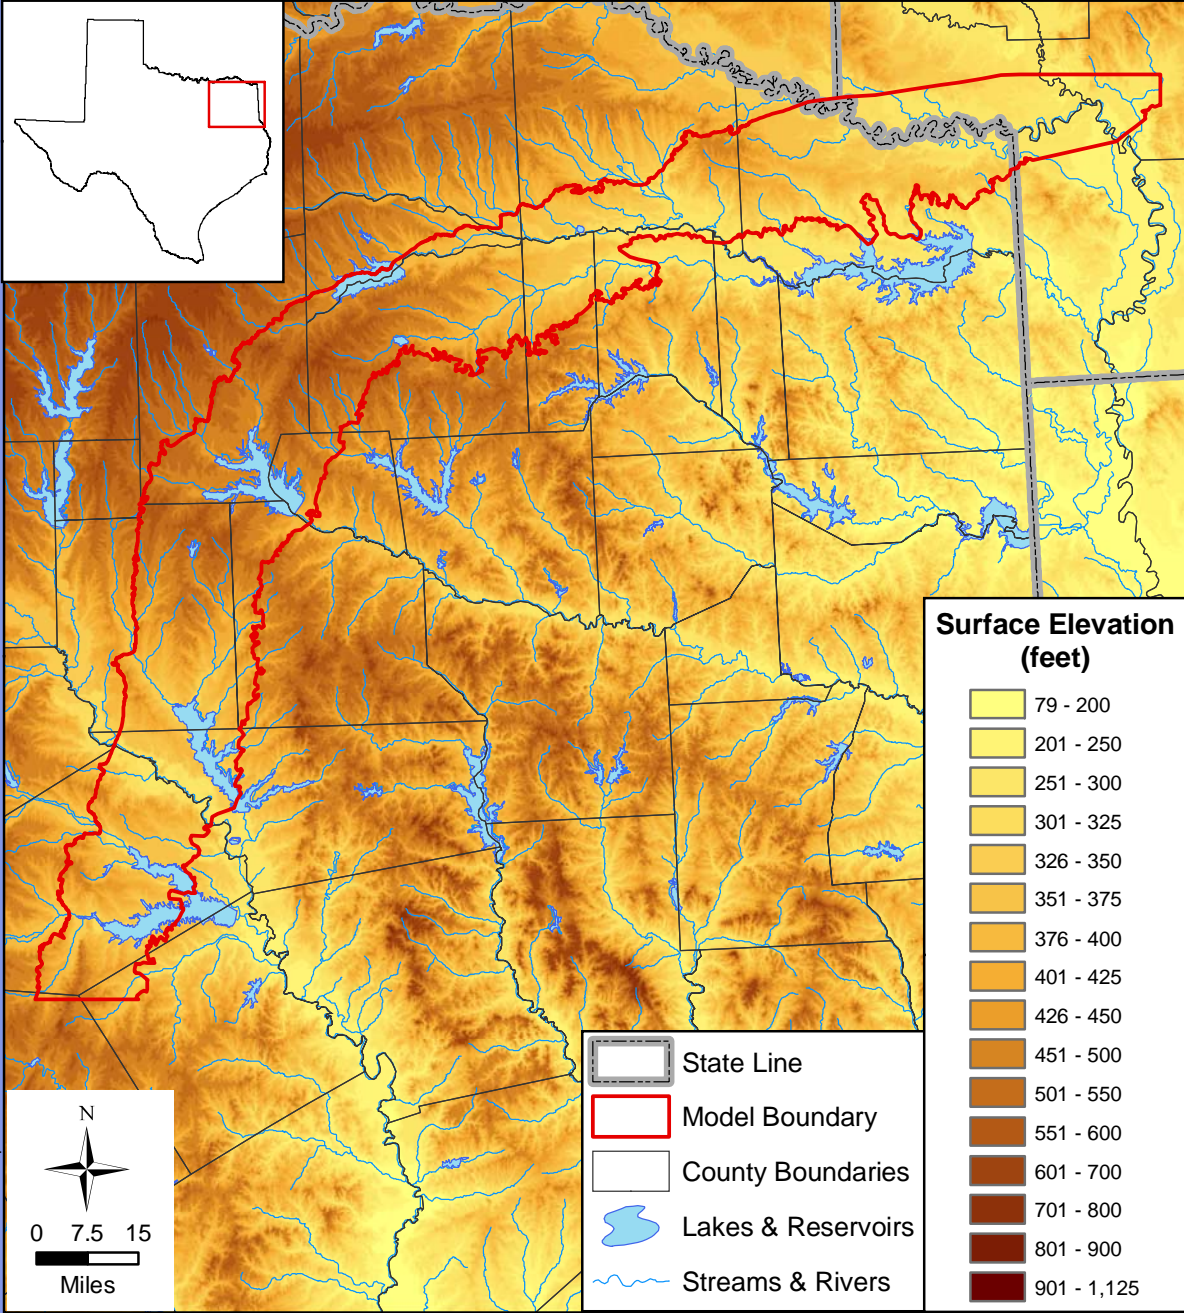 Surface Elevation
(feet)
79 - 200
201 - 250
251 - 300
301 - 325
326 - 350
351 - 375
376 - 400
401 - 425
426 - 450
451 - 500
501 - 550
551 - 600
601 - 700
701 - 800
801 - 900
901 - 1,125
State Line
Model Boundary
County Boundaries
Lakes & Reservoirs
Streams & Rivers
N
0 7.5 15
Miles